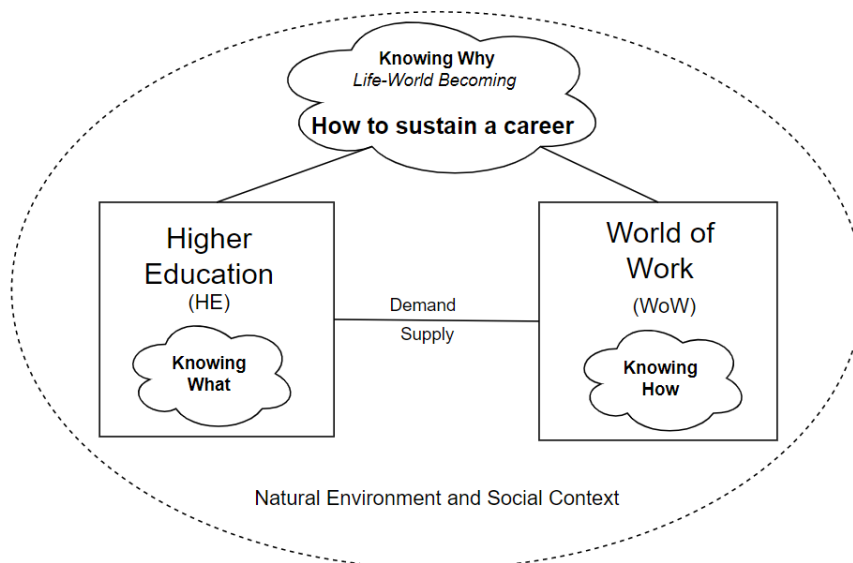 Knowing Why
Life-World Becoming
How to sustain a career
Higher
Education
(HE)
Knowing
What
Demand
Supply
World of
Work
(WoW)
Knowing
How
Natural Environment and Social Context